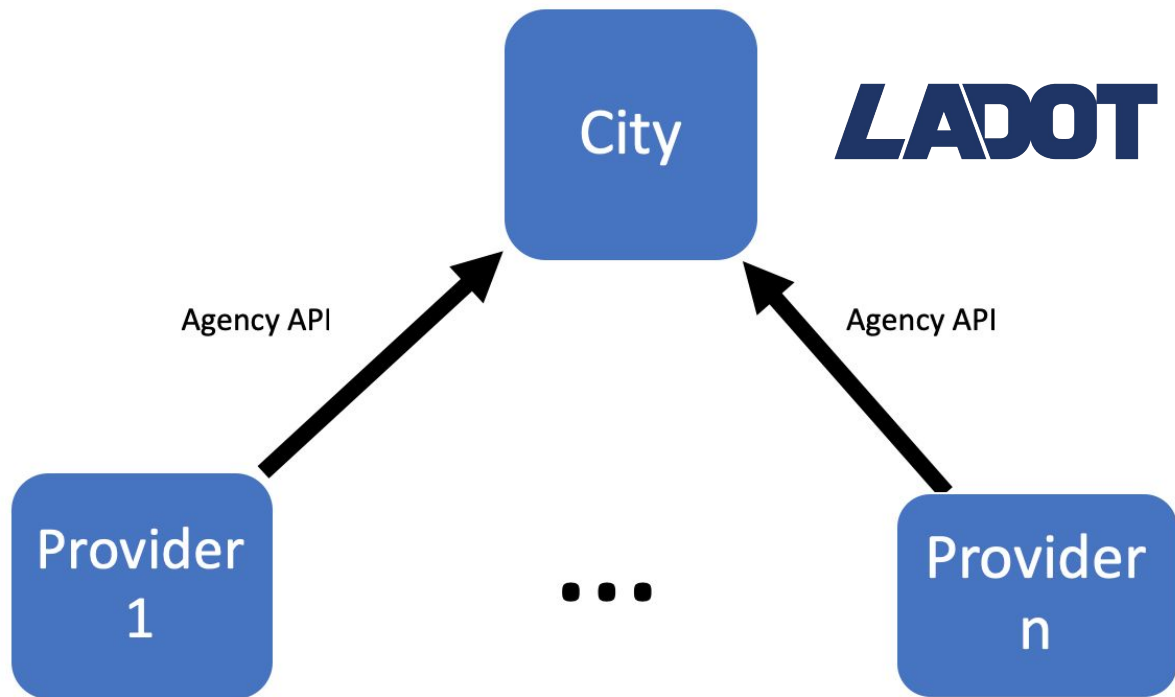 City
LADOT
Agency API
Agency API
Provider
1
...
Provider
n